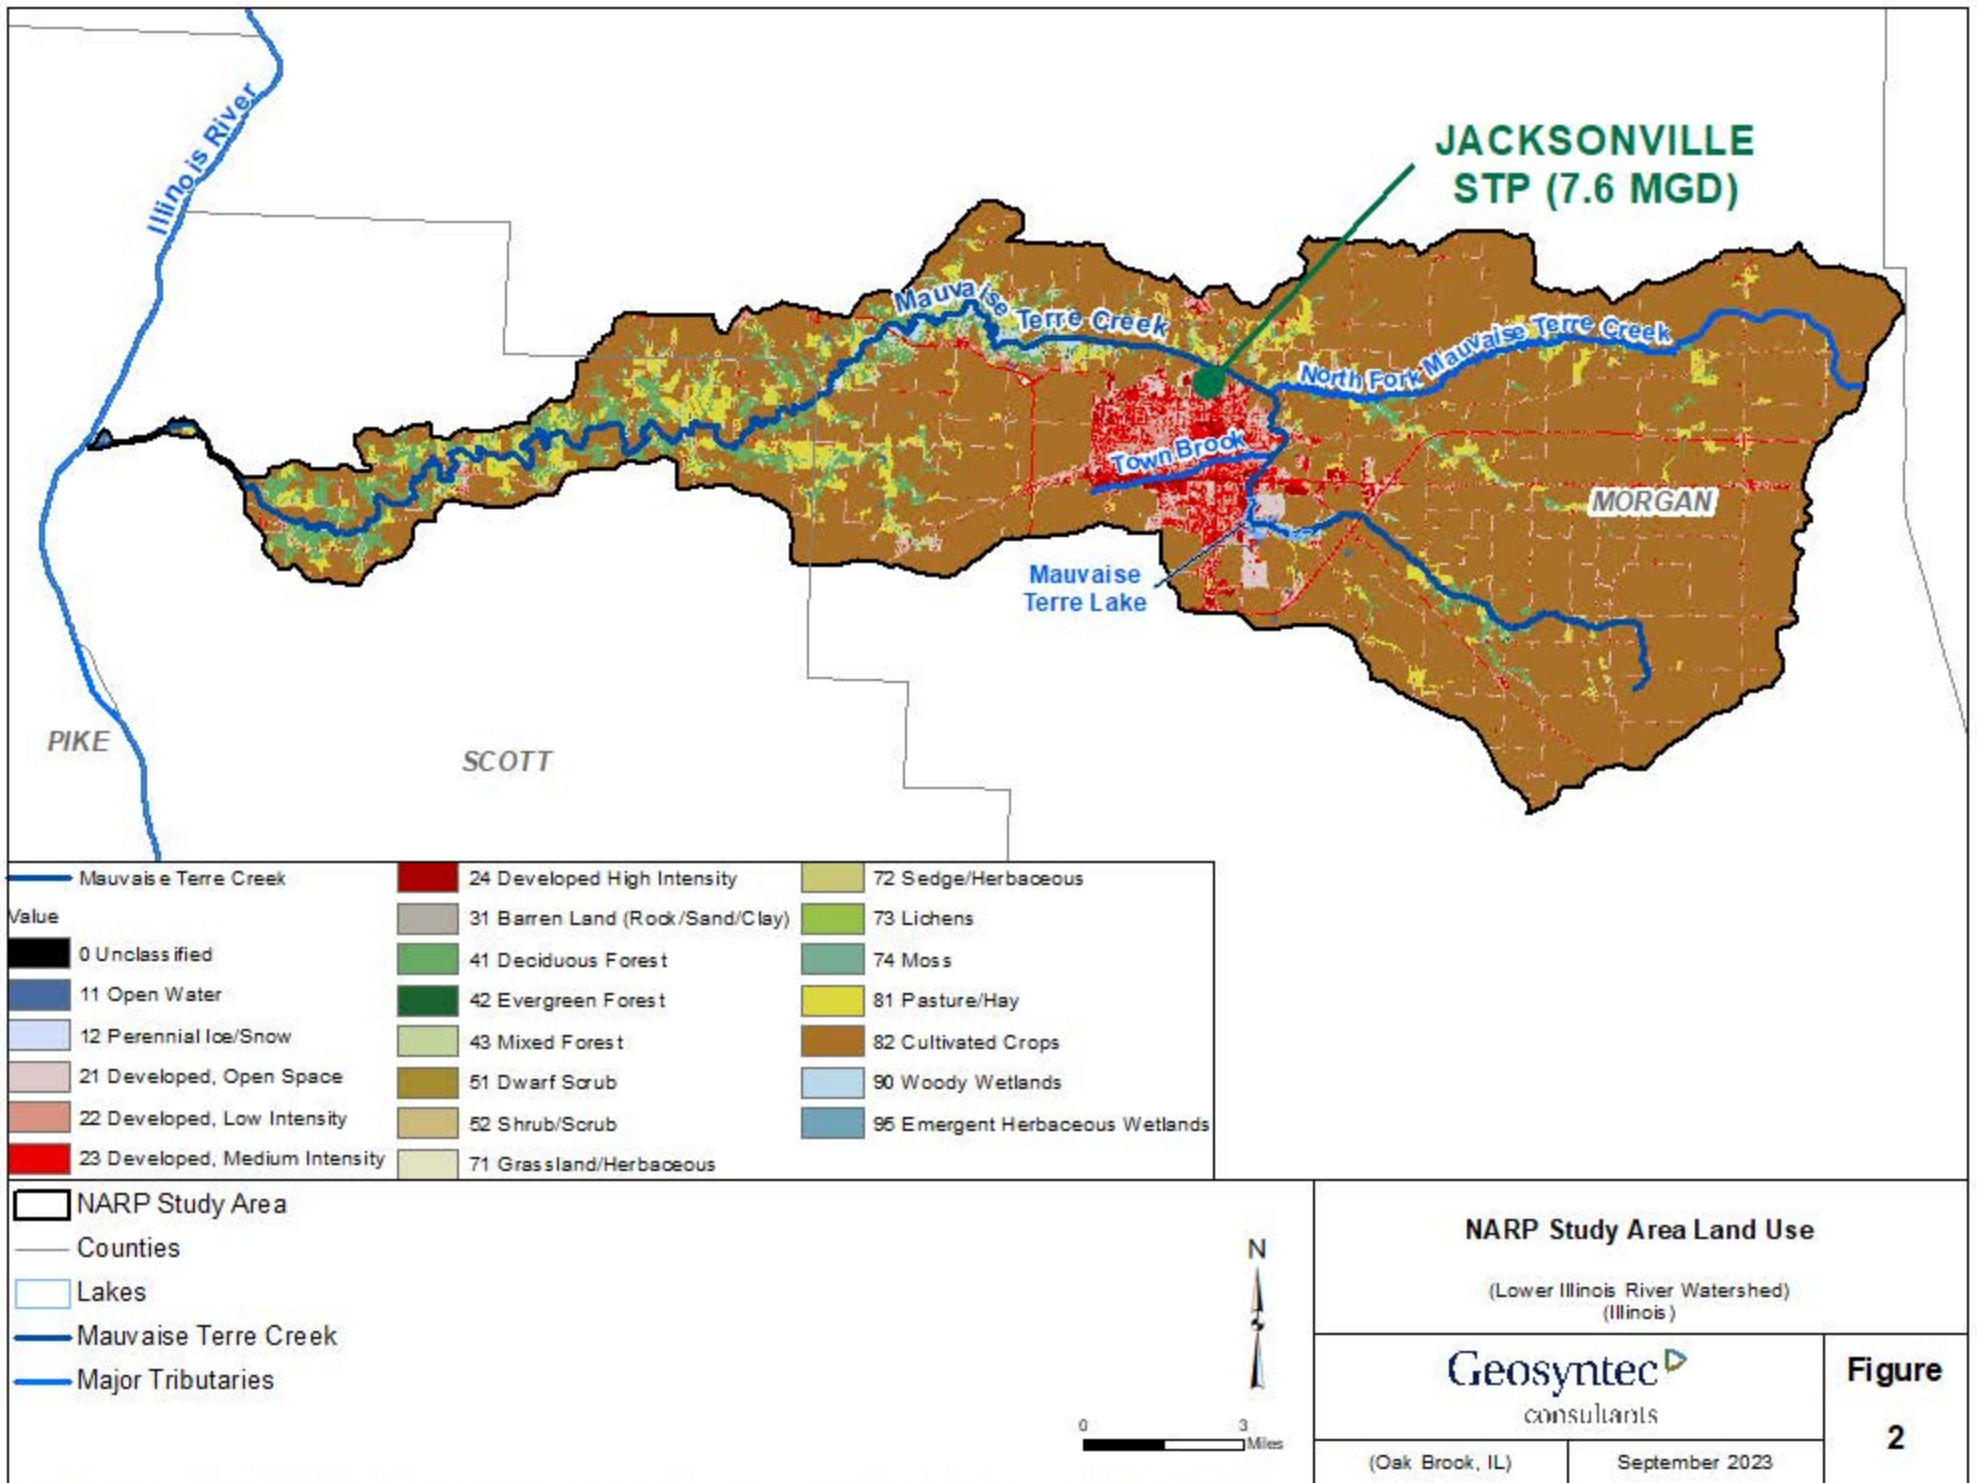 Illinois River
JACKSONVILLE
STP (7.6 MGD)
Mauvaise Terre Creek
North Fork Mauvaise Terre Creek
Town Brook
MORGAN
Mauvaise
Terre Lake
PIKE
SCOTT
Mauvaise Terre Creek
Value
0 Unclassified
11 Open Water
12 Perennial Ice/Snow
21 Developed, Open Space
22 Developed, Low Intensity
23 Developed, Medium Intensity
24 Developed High Intensity
31 Barren Land (Rock/Sand/Clay)
41 Deciduous Forest
42 Evergreen Forest
43 Mixed Forest
51 Dwarf Scrub
52 Shrub/Scrub
71 Grassland/Herbaceous
72 Sedge/Herbaceous
73 Lichens
74 Moss
81 Pasture/Hay
82 Cultivated Crops
90 Woody Wetlands
95 Emergent Herbaceous Wetlands
NARP Study Area
Counties
Lakes
Mauvaise Terre Creek
Major Tributaries
N
0 3
Miles
NARP Study Area Land Use
(Lower Illinois River Watershed)
(Illinois)
Geosyntec
consultants
Figure
2
(Oak Brook, IL)
September 2023